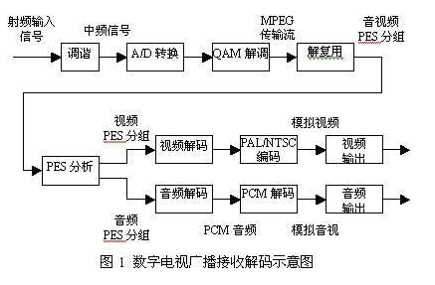 射频输入
信号
中频信号
MPEG
传输流
音视频
PES 分组
调谐
A/D 转换
QAM 解调
解复用
视频
PES 分组
模拟视频
视频解码
PAL/NTSC
编码
视频
输出
PES 分析
音频解码
PCM 解码
音频
输出
音频
PES 分组
PCM 音频
模拟音视
图 1 数字电视广播接收解码示意图